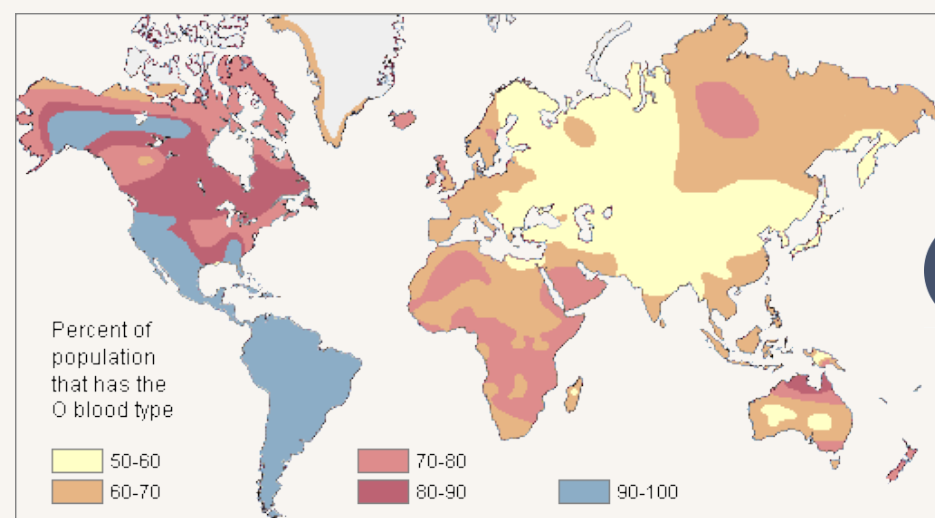 Percent of
population
that has the
O blood type
50-60
60-70
70-80
80-90
90-100